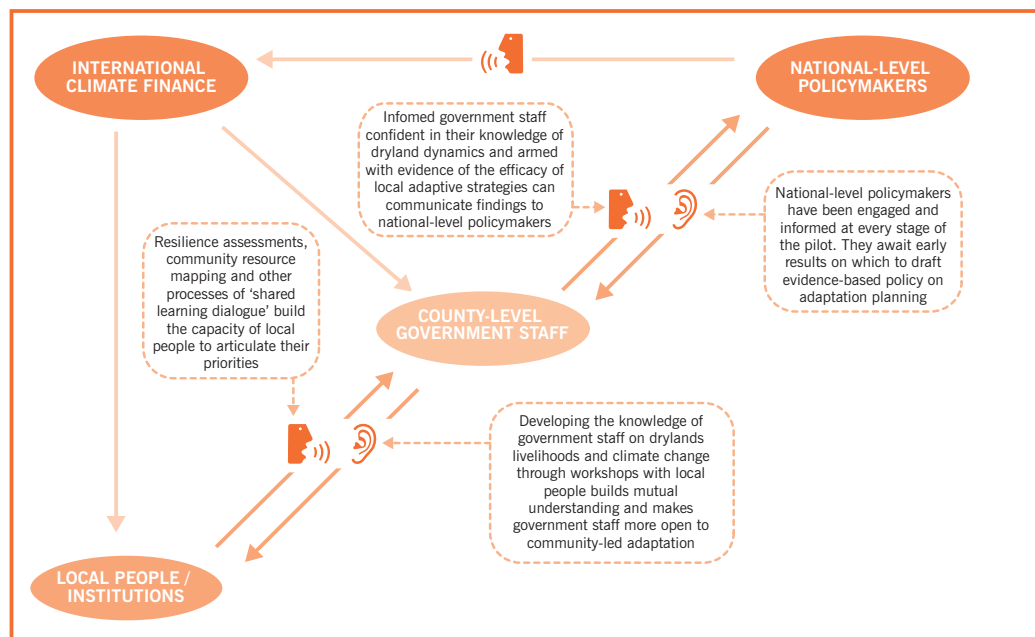 INTERNATIONAL
CLIMATE FINANCE
NATIONAL-LEVEL
POLICYMAKERS
Infomed government staff
confident in their knowledge of
dryland dynamics and armed
with evidence of the efficacy of
local adaptive strategies can
communicate findings to
national-level policymakers
National-level policymakers
have been engaged and
informed at every stage of
the pilot. They await early
results on which to draft
evidence-based policy on
adaptation planning
Resilience assessments,
community resource
mapping and other
processes of ‘shared
learning dialogue’ build
the capacity of local
people to articulate their
priorities
COUNTY-LEVEL
GOVERNMENT STAFF
Developing the knowledge of
government staff on drylands
livelihoods and climate change
through workshops with local
people builds mutual
understanding and makes
government staff more open to
community-led adaptation
LOCAL PEOPLE /
INSTITUTIONS